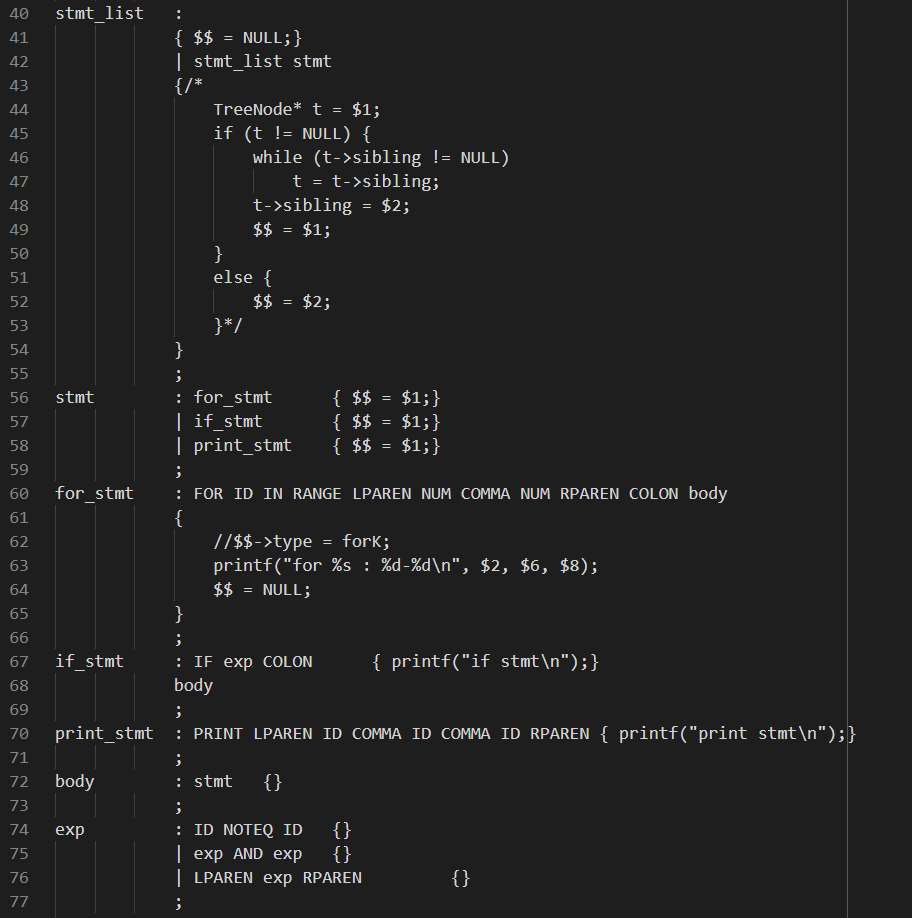 40 stmt_list   :
41             { $$ = NULL;}
42             | stmt_list stmt
43             {/*
44                 TreeNode* t = $1;
45                 if (t != NULL) {
46                     while (t->sibling != NULL)
47                         t = t->sibling;
48                     t->sibling = $2;
49                     $$ = $1;
50                 }
51                 else {
52                     $$ = $2;
53                 }*/
54             }
55             ;
56 stmt        : for_stmt      { $$ = $1;}
57             | if_stmt       { $$ = $1;}
58             | print_stmt    { $$ = $1;}
59             ;
60 for_stmt    : FOR ID IN RANGE LPAREN NUM COMMA NUM RPAREN COLON body
61             {
62                 //$$->type = forK;
63                 printf("for %s : %d-%d\n", $2, $6, $8);
64                 $$ = NULL;
65             }
66             ;
67 if_stmt     : IF exp COLON      { printf("if stmt\n");}
68             body
69             ;
70 print_stmt  : PRINT LPAREN ID COMMA ID COMMA ID RPAREN { printf("print stmt\n");}
71             ;
72 body        : stmt   {}
73             ;
74 exp         : ID NOTEQ ID   {}
75             | exp AND exp   {}
76             | LPAREN exp RPAREN         {}
77             ;